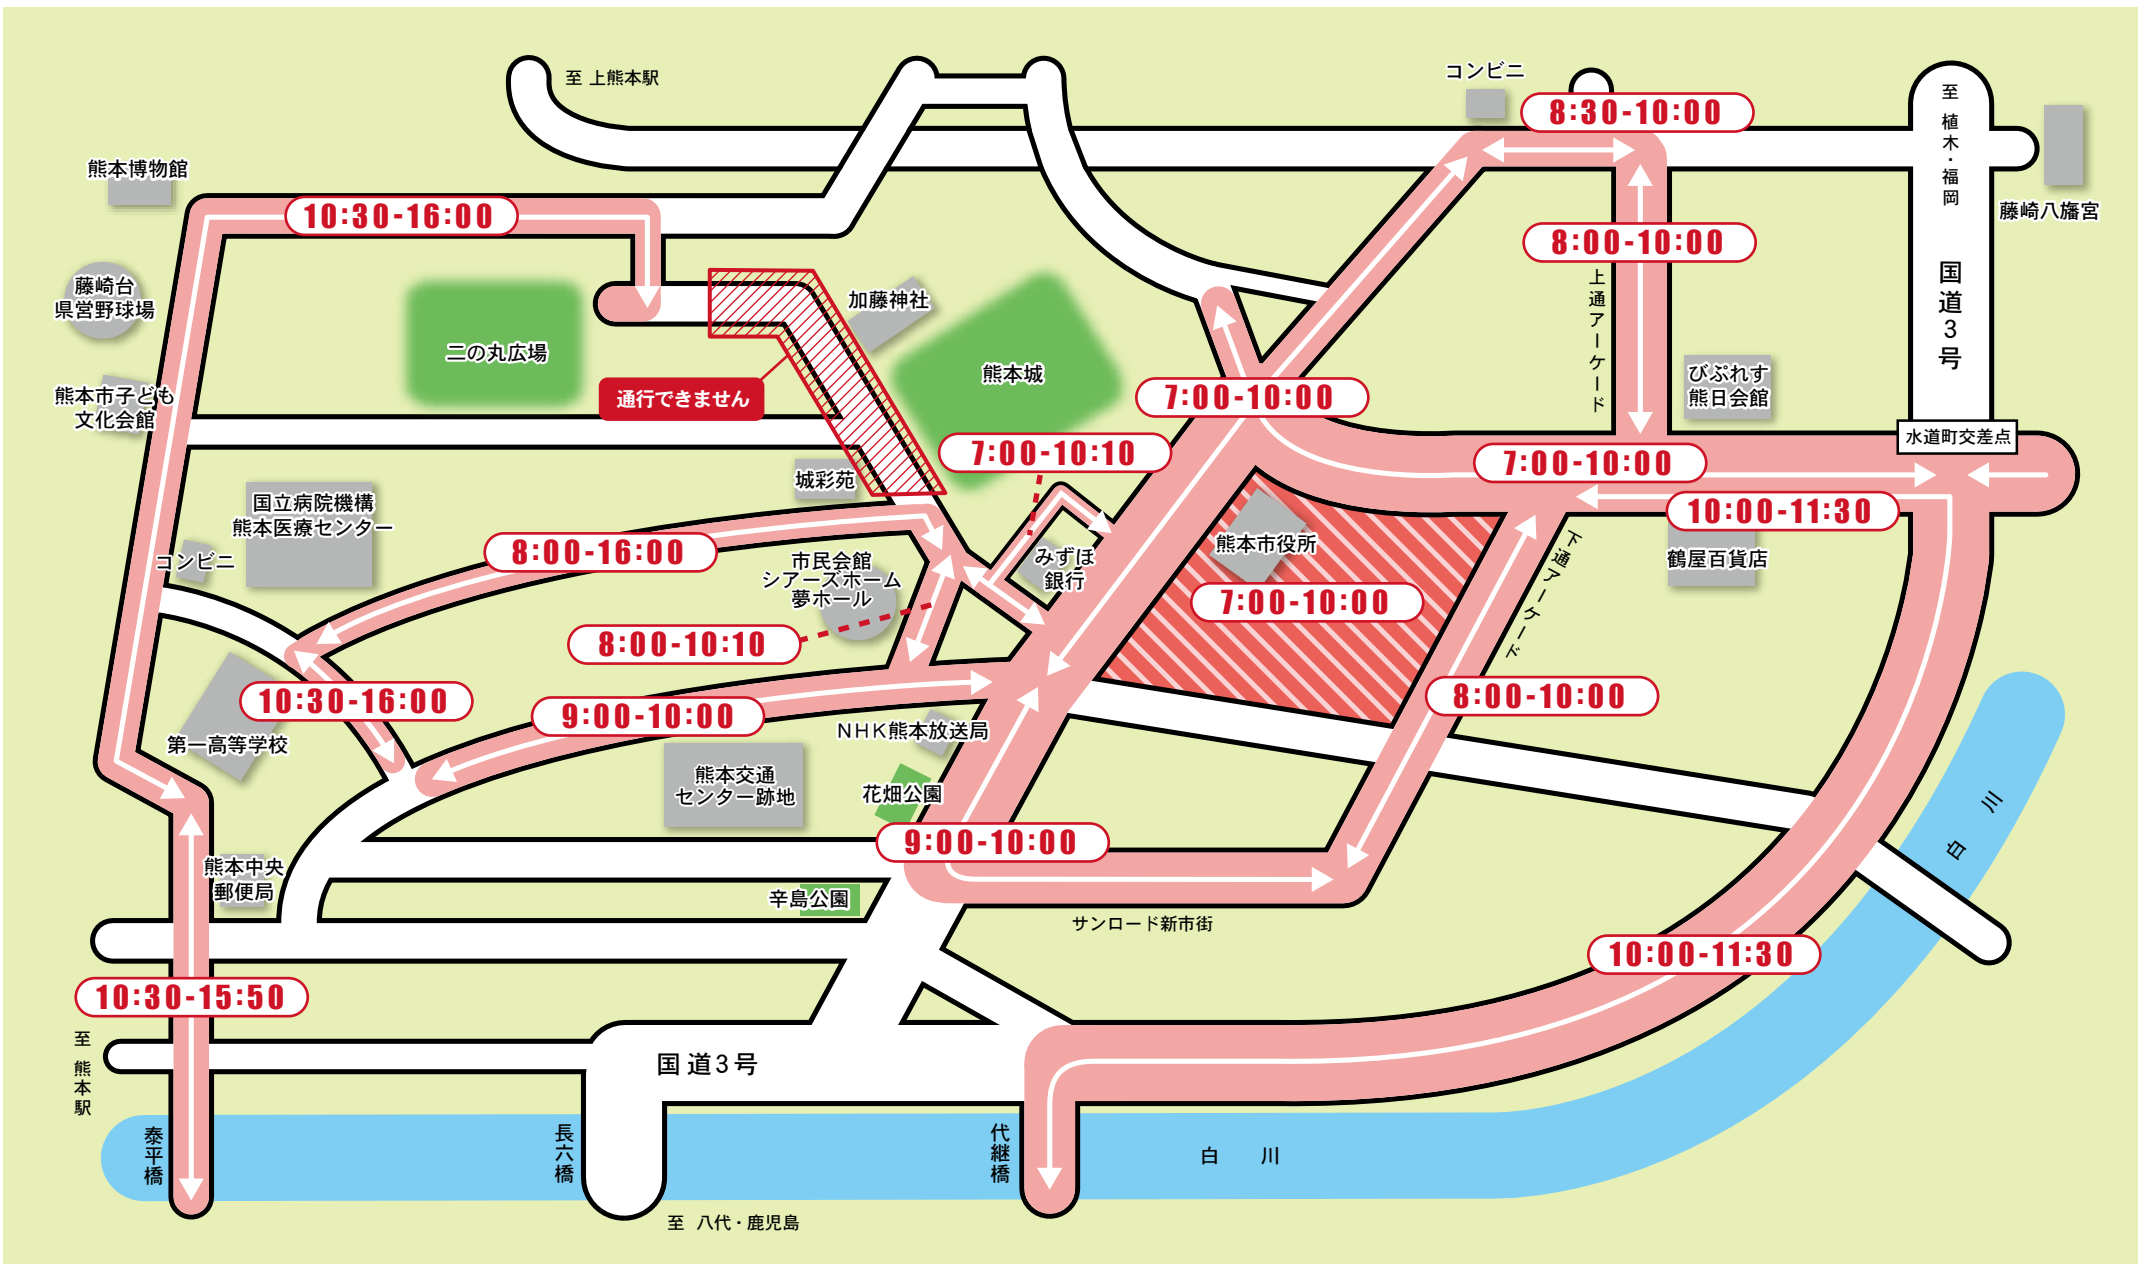 至 上熊本駅
コンビニ
8:30-10:00
至 植木・福岡
熊本博物館
10:30-16:00
藤崎八旛宮
8:00-10:00
国道3号
藤崎台
県営野球場
加藤神社
上通アーケード
二の丸広場
熊本城
びぷれす
熊日会館
熊本市子ども
文化会館
通行できません
7:00-10:00
水道町交差点
7:00-10:10
7:00-10:00
城彩苑
国立病院機構
熊本医療センター
10:00-11:30
コンビニ
8:00-16:00
市民会館
シアーズホーム
夢ホール
みずほ
銀行
熊本市役所
下通アーケード
鶴屋百貨店
7:00-10:00
8:00-10:10
10:30-16:00
9:00-10:00
8:00-10:00
第一高等学校
NHK熊本放送局
熊本交通
センター跡地
花畑公園
白川
9:00-10:00
熊本中央
郵便局
辛島公園
サンロード新市街
10:00-11:30
10:30-15:50
至 熊本駅
国道3号
泰平橋
長六橋
代継橋
白川
至 八代・鹿児島